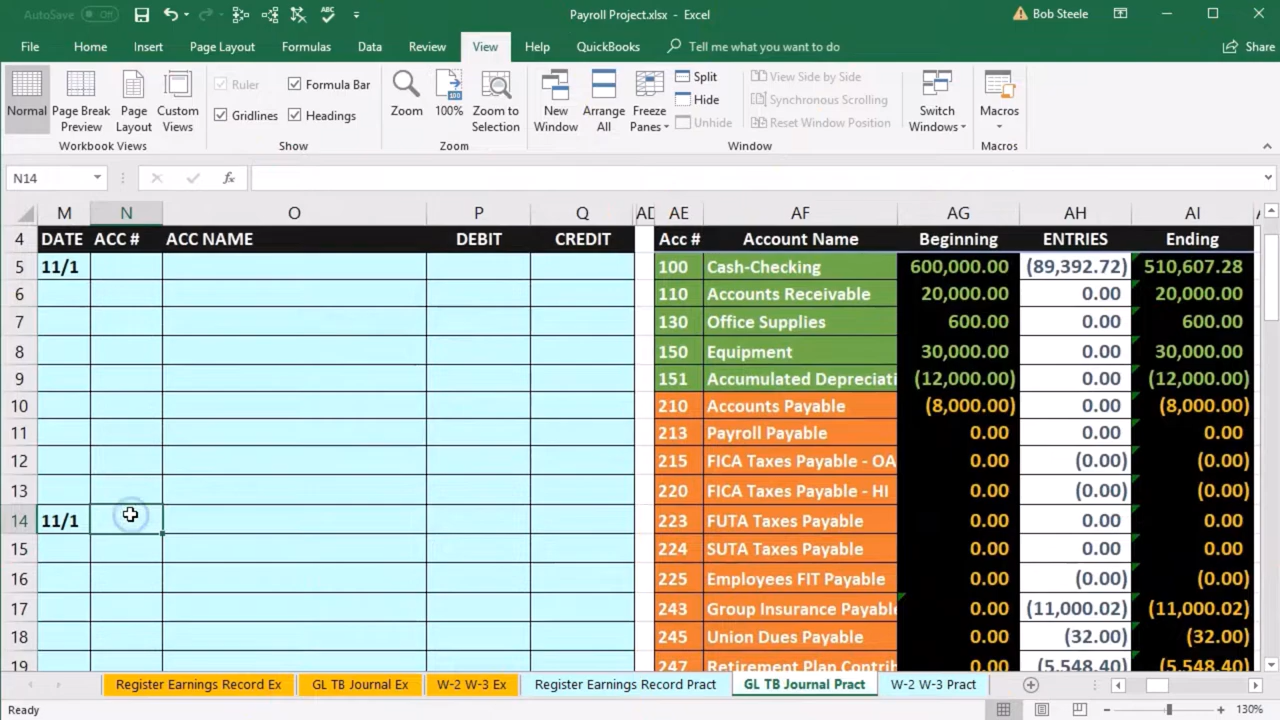 AutoSave Off Payroll Project.xlsx - Excel Bob Steele
File Home Insert Page Layout Formulas Data Review View Help QuickBooks Tell me what you want to do Share
Normal Page Break Preview Page Layout Custom Views
Workbook Views
Ruler Formula Bar
Gridlines Headings
Show
Zoom 100% Zoom to Selection
Zoom
New Window Arrange All Freeze Panes
Split
Hide
Unhide
View Side by Side
Synchronous Scrolling
Reset Window Position
Switch Windows
Window
Macros
Macros
N14 fx
M N O P Q AD AE AF AG AH AI
4 DATE ACC # ACC NAME DEBIT CREDIT Acc # Account Name Beginning ENTRIES Ending
5 11/1 100 Cash-Checking 600,000.00 (89,392.72) 510,607.28
6 110 Accounts Receivable 20,000.00 0.00 20,000.00
7 130 Office Supplies 600.00 0.00 600.00
8 150 Equipment 30,000.00 0.00 30,000.00
9 151 Accumulated Depreciati (12,000.00) 0.00 (12,000.00)
10 210 Accounts Payable (8,000.00) 0.00 (8,000.00)
11 213 Payroll Payable 0.00 0.00 0.00
12 215 FICA Taxes Payable - OA 0.00 (0.00) (0.00)
13 220 FICA Taxes Payable - HI 0.00 (0.00) (0.00)
14 11/1 223 FUTA Taxes Payable 0.00 0.00 0.00
15 224 SUTA Taxes Payable 0.00 0.00 0.00
16 225 Employees FIT Payable 0.00 (0.00) (0.00)
17 243 Group Insurance Payable 0.00 (11,000.02) (11,000.02)
18 245 Union Dues Payable 0.00 (32.00) (32.00)
19 247 Retirement Plan Contrib 0.00 (5,548.40) (5,548.40)
Register Earnings Record Ex GL TB Journal Ex W-2 W-3 Ex Register Earnings Record Pract GL TB Journal Pract W-2 W-3 Pract
Ready 130%